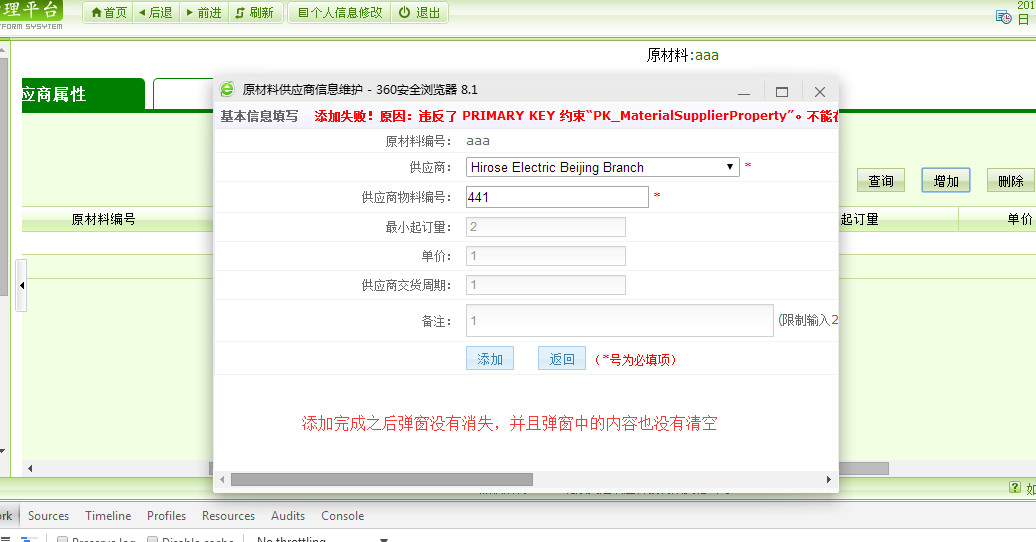 理平台
TFORM SYSYTEM
首页 后退 前进 刷新 个人信息修改 退出
201
日
原材料:aaa
应商属性
原材料供应商信息维护 - 360安全浏览器 8.1
基本信息填写 添加失败！原因：违反了 PRIMARY KEY 约束“PK_MaterialSupplierProperty”。不能在
原材料编号： aaa
供应商： Hirose Electric Beijing Branch *
供应商物料编号： 441 *
最小起订量： 2
单价： 1
供应商交货周期： 1
备注： 1 (限制输入2
添加 返回 （*号为必填项）
查询 增加 删除
原材料编号 起订量 单价
添加完成之后弹窗没有消失，并且弹窗中的内容也没有清空
如
ork Sources Timeline Profiles Resources Audits Console
Preserve log Disable cache No throttling